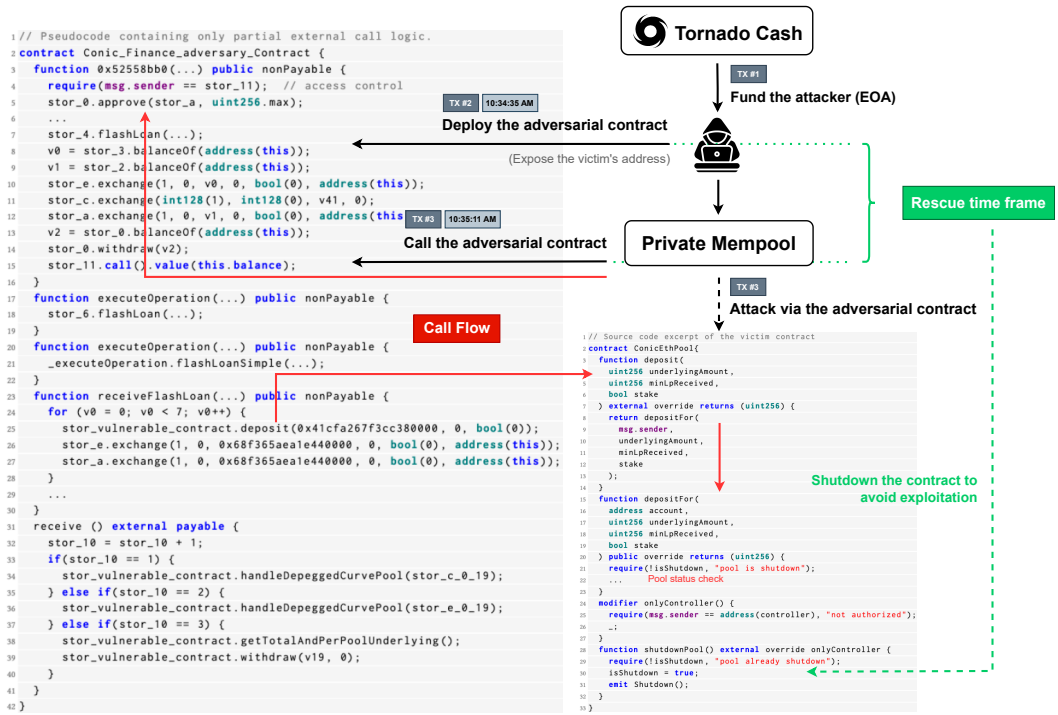 1 // Pseudocode containing only partial external call logic.
2 contract Conic_Finance_adversary_Contract {
3 function 0x52558bb0(...) public nonPayable {
4 require(msg.sender == stor_11); // access control
5 stor_0.approve(stor_a, uint256.max);
6 ...
7 stor_4.flashLoan(...);
8 v0 = stor_3.balanceOf(address(this));
9 v1 = stor_2.balanceOf(address(this));
10 stor_e.exchange(1, 0, v0, 0, bool(0), address(this));
11 stor_c.exchange(int128(1), int128(0), v41, 0);
12 stor_a.exchange(1, 0, v1, 0, bool(0), address(this
13 v2 = stor_0.balanceOf(address(this));
14 stor_0.withdraw(v2);
15 stor_11.call().value(this.balance);
16 }
17 function executeOperation(...) public nonPayable {
18 stor_6.flashLoan(...);
19 }
20 function executeOperation(...) public nonPayable {
21 _executeOperation.flashLoanSimple(...);
22 }
23 function receiveFlashLoan(...) public nonPayable {
24 for (v0 = 0; v0 < 7; v0++) {
25 stor_vulnerable_contract.deposit(0x41cfa267f3cc380000, 0, bool(0));
26 stor_e.exchange(1, 0, 0x68f365aea1e440000, 0, bool(0), address(this));
27 stor_a.exchange(1, 0, 0x68f365aea1e440000, 0, bool(0), address(this));
28 }
29 ...
30 }
31 receive () external payable {
32 stor_10 = stor_10 + 1;
33 if(stor_10 == 1) {
34 stor_vulnerable_contract.handleDepeggedCurvePool(stor_c_0_19);
35 } else if(stor_10 == 2) {
36 stor_vulnerable_contract.handleDepeggedCurvePool(stor_e_0_19);
37 } else if(stor_10 == 3) {
38 stor_vulnerable_contract.getTotalAndPerPoolUnderlying();
39 stor_vulnerable_contract.withdraw(v19, 0);
40 }
41 }
42 }
Tornado Cash
TX #1
Fund the attacker (EOA)
TX #2 10:34:35 AM
Deploy the adversarial contract
(Expose the victim's address)
Rescue time frame
TX #3 10:35:11 AM
Call the adversarial contract
Private Mempool
TX #3
Attack via the adversarial contract
Call Flow
1 // Source code excerpt of the victim contract
2 contract ConicEthPool{
3 function deposit(
4 uint256 underlyingAmount,
5 uint256 minLpReceived,
6 bool stake
7 ) external override returns (uint256) {
8 return depositFor(
9 msg.sender,
10 underlyingAmount,
11 minLpReceived,
12 stake
13 );
14 }
15 function depositFor(
16 address account,
17 uint256 underlyingAmount,
18 uint256 minLpReceived,
19 bool stake
20 ) public override returns (uint256) {
21 require(!isShutdown, "pool is shutdown");
22 ... Pool status check
23 }
24 modifier onlyController() {
25 require(msg.sender == address(controller), "not authorized");
26 _;
27 }
28 function shutdownPool() external override onlyController {
29 require(!isShutdown, "pool already shutdown");
30 isShutdown = true;
31 emit Shutdown();
32 }
33 }
Shutdown the contract to
avoid exploitation